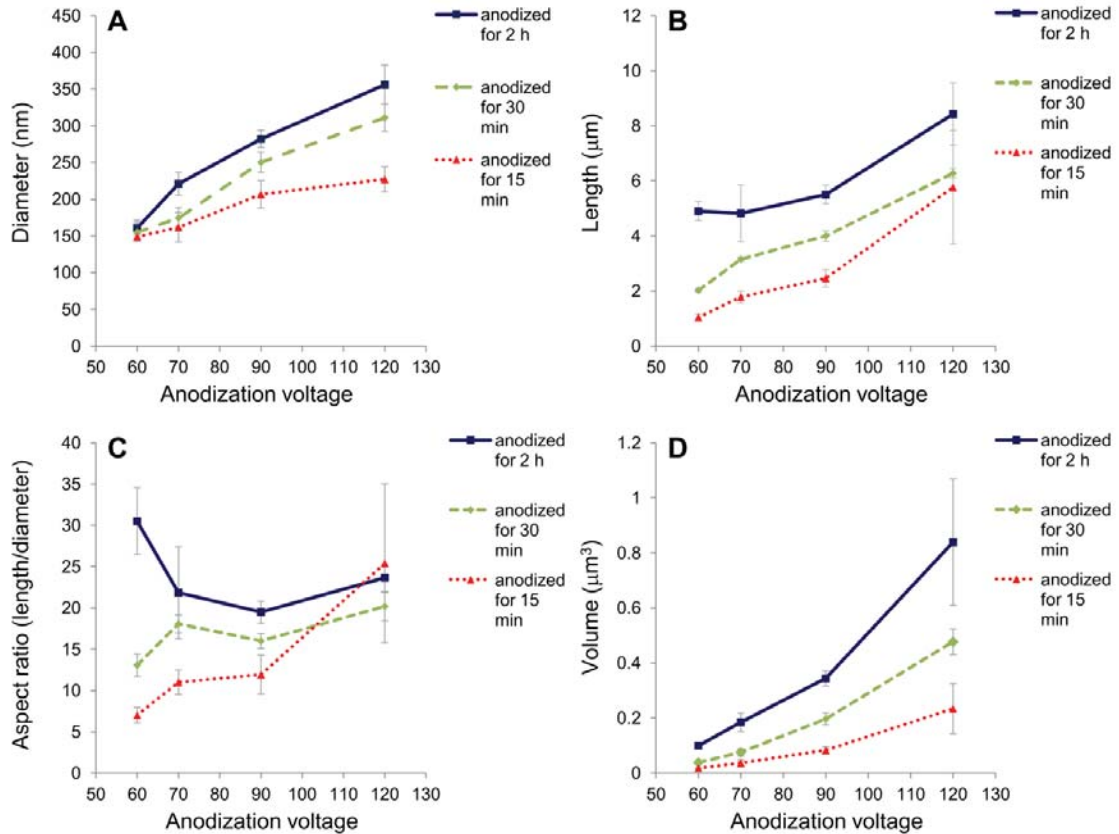 A
Diameter (nm)
450
400
350
300
250
200
150
100
50
0
50 60 70 80 90 100 110 120 130
Anodization voltage
anodized
for 2 h
anodized
for 30
min
anodized
for 15
min
B
Length (μm)
12
10
8
6
4
2
0
50 60 70 80 90 100 110 120 130
Anodization voltage
anodized
for 2 h
anodized
for 30
min
anodized
for 15
min
C
Aspect ratio (length/diameter)
40
35
30
25
20
15
10
5
0
50 60 70 80 90 100 110 120 130
Anodization voltage
anodized
for 2 h
anodized
for 30
min
anodized
for 15
min
D
Volume (μm³)
1.2
1
0.8
0.6
0.4
0.2
0
50 60 70 80 90 100 110 120 130
Anodization voltage
anodized
for 2 h
anodized
for 30
min
anodized
for 15
min